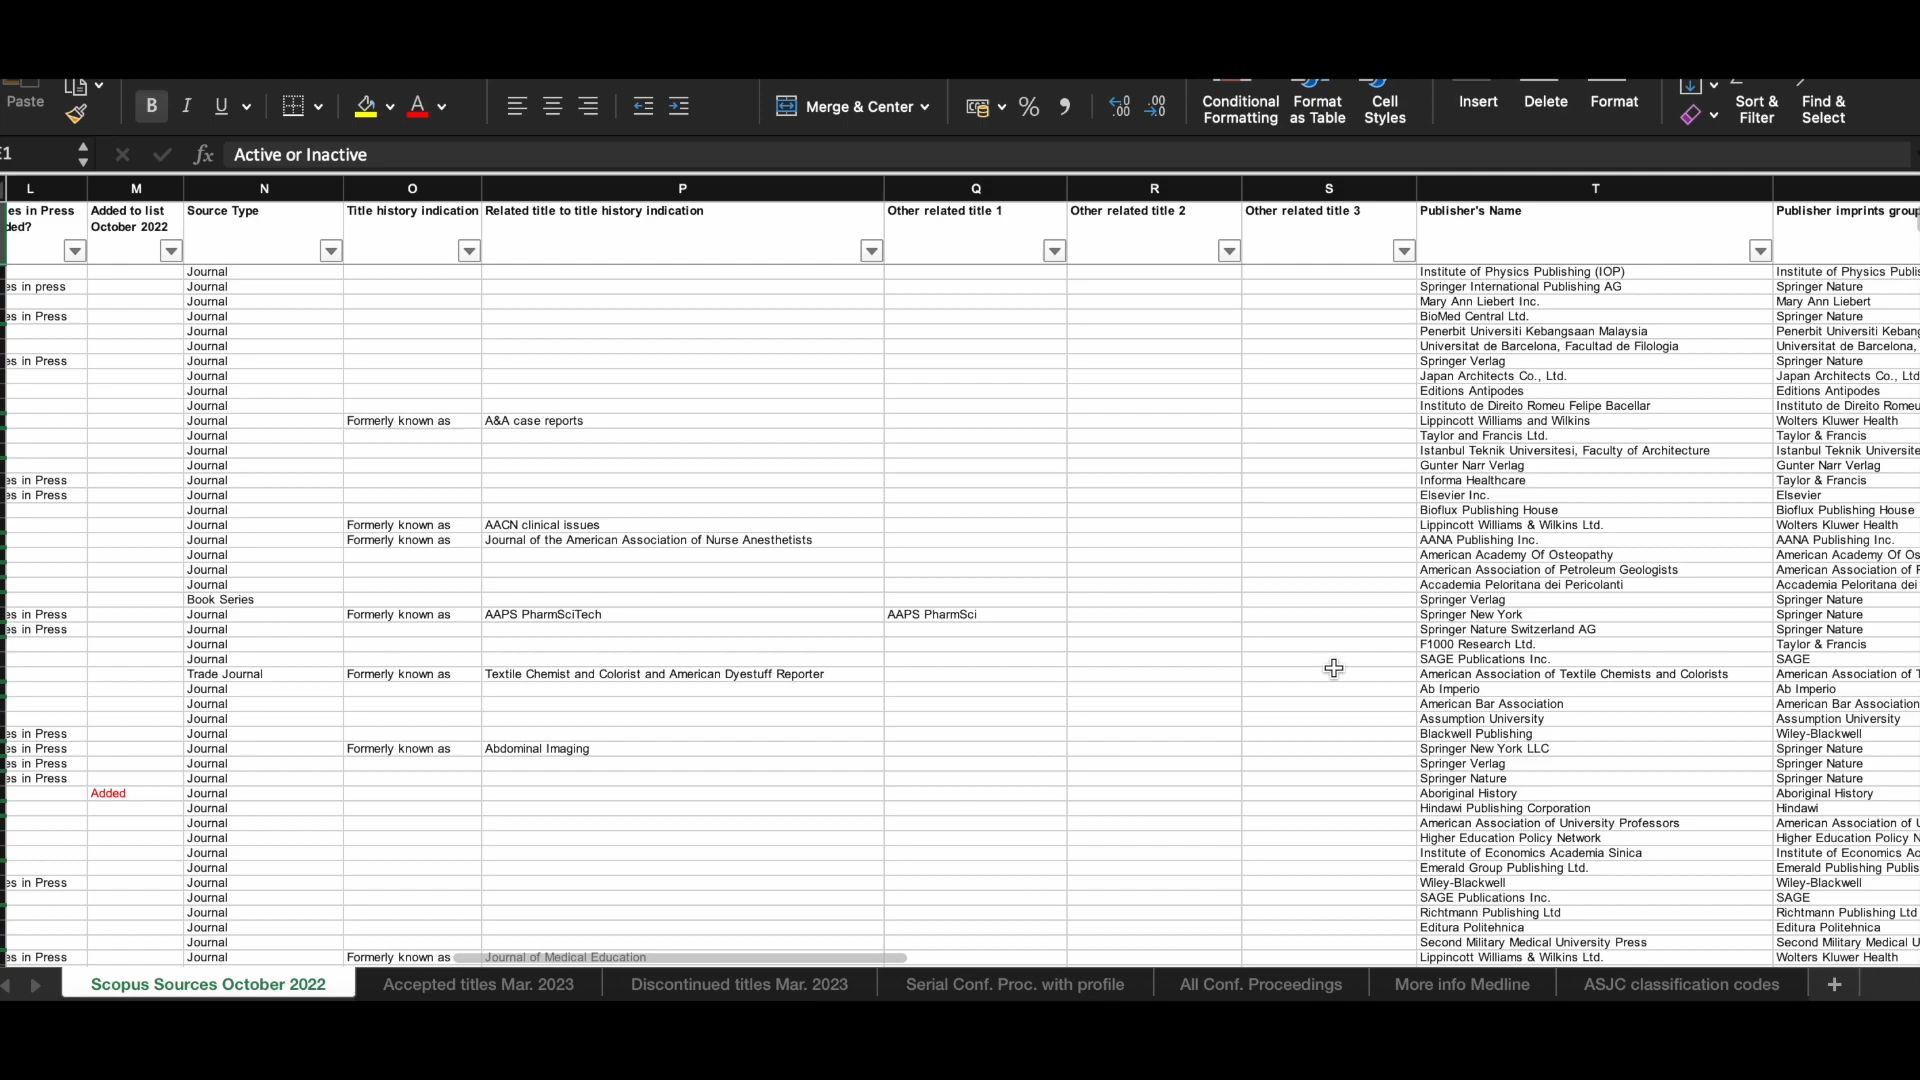 Paste
B I U A
Merge & Center
%
Conditional Formatting
Format as Table
Cell Styles
Insert
Delete
Format
Sort & Filter
Find & Select
E1 fx Active or Inactive
L M N O P Q R S T
es in Press ded? Added to list October 2022 Source Type Title history indication Related title to title history indication Other related title 1 Other related title 2 Other related title 3 Publisher's Name Publisher imprints group
Journal Institute of Physics Publishing (IOP) Institute of Physics Publis
es in press Journal Springer International Publishing AG Springer Nature
Journal Mary Ann Liebert Inc. Mary Ann Liebert
es in Press Journal BioMed Central Ltd. Springer Nature
Journal Penerbit Universiti Kebangsaan Malaysia Penerbit Universiti Kebang
Journal Universitat de Barcelona, Facultad de Filologia Universitat de Barcelona,
es in Press Journal Springer Verlag Springer Nature
Journal Japan Architects Co., Ltd. Japan Architects Co., Ltd
Journal Editions Antipodes Editions Antipodes
Journal Instituto de Direito Romeu Felipe Bacellar Instituto de Direito Romeu
Journal Formerly known as A&A case reports Lippincott Williams and Wilkins Wolters Kluwer Health
Journal Taylor and Francis Ltd. Taylor & Francis
Journal Istanbul Teknik Universitesi, Faculty of Architecture Istanbul Teknik Universite
Journal Gunter Narr Verlag Gunter Narr Verlag
es in Press Journal Informa Healthcare Taylor & Francis
es in Press Journal Elsevier Inc. Elsevier
Journal Bioflux Publishing House Bioflux Publishing House
Journal Formerly known as AACN clinical issues Lippincott Williams & Wilkins Ltd. Wolters Kluwer Health
Journal Formerly known as Journal of the American Association of Nurse Anesthetists AANA Publishing Inc. AANA Publishing Inc.
Journal American Academy Of Osteopathy American Academy Of Os
Journal American Association of Petroleum Geologists American Association of P
Journal Accademia Peloritana dei Pericolanti Accademia Peloritana dei
Book Series Springer Verlag Springer Nature
es in Press Journal Formerly known as AAPS PharmSciTech AAPS PharmSci Springer New York Springer Nature
es in Press Journal Springer Nature Switzerland AG Springer Nature
Journal F1000 Research Ltd. Taylor & Francis
Journal SAGE Publications Inc. SAGE
Trade Journal Formerly known as Textile Chemist and Colorist and American Dyestuff Reporter American Association of Textile Chemists and Colorists American Association of T
Journal Ab Imperio Ab Imperio
Journal American Bar Association American Bar Association
Journal Assumption University Assumption University
es in Press Journal Blackwell Publishing Wiley-Blackwell
es in Press Journal Formerly known as Abdominal Imaging Springer New York LLC Springer Nature
es in Press Journal Springer Verlag Springer Nature
es in Press Journal Springer Nature Springer Nature
Added Journal Aboriginal History Aboriginal History
Journal Hindawi Publishing Corporation Hindawi
Journal American Association of University Professors American Association of U
Journal Higher Education Policy Network Higher Education Policy N
Journal Institute of Economics Academia Sinica Institute of Economics Ac
Journal Emerald Group Publishing Ltd. Emerald Publishing Publis
es in Press Journal Wiley-Blackwell Wiley-Blackwell
Journal SAGE Publications Inc. SAGE
Journal Richtmann Publishing Ltd Richtmann Publishing Ltd
Journal Editura Politehnica Editura Politehnica
Journal Second Military Medical University Press Second Military Medical U
es in Press Journal Formerly known as Journal of Medical Education Lippincott Williams & Wilkins Ltd. Wolters Kluwer Health
Scopus Sources October 2022 Accepted titles Mar. 2023 Discontinued titles Mar. 2023 Serial Conf. Proc. with profile All Conf. Proceedings More info Medline ASJC classification codes +